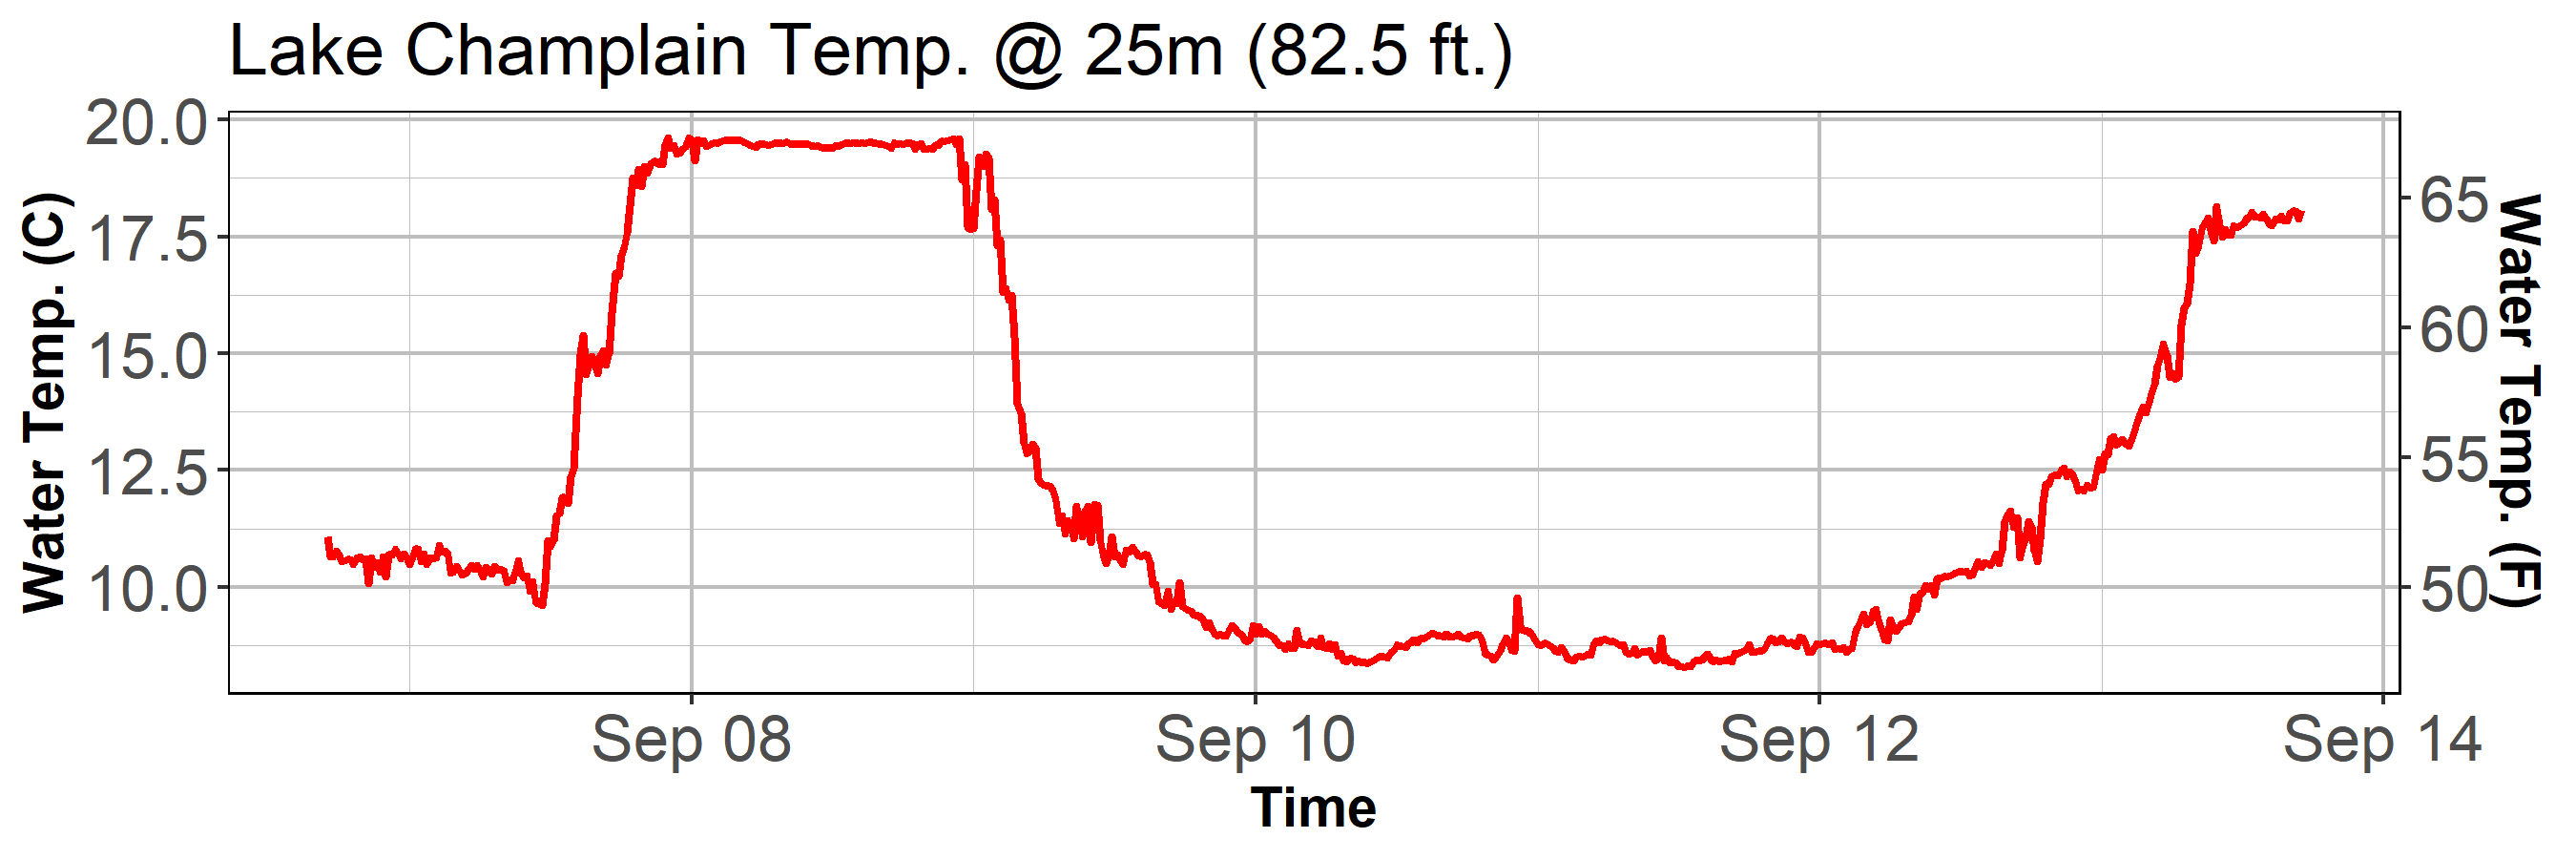 Lake Champlain Temp. @ 25m (82.5 ft.)
Water Temp. (C)
20.0
17.5
15.0
12.5
10.0
65
60
55
50
Water Temp. (F)
Sep 08 Sep 10 Sep 12 Sep 14
Time